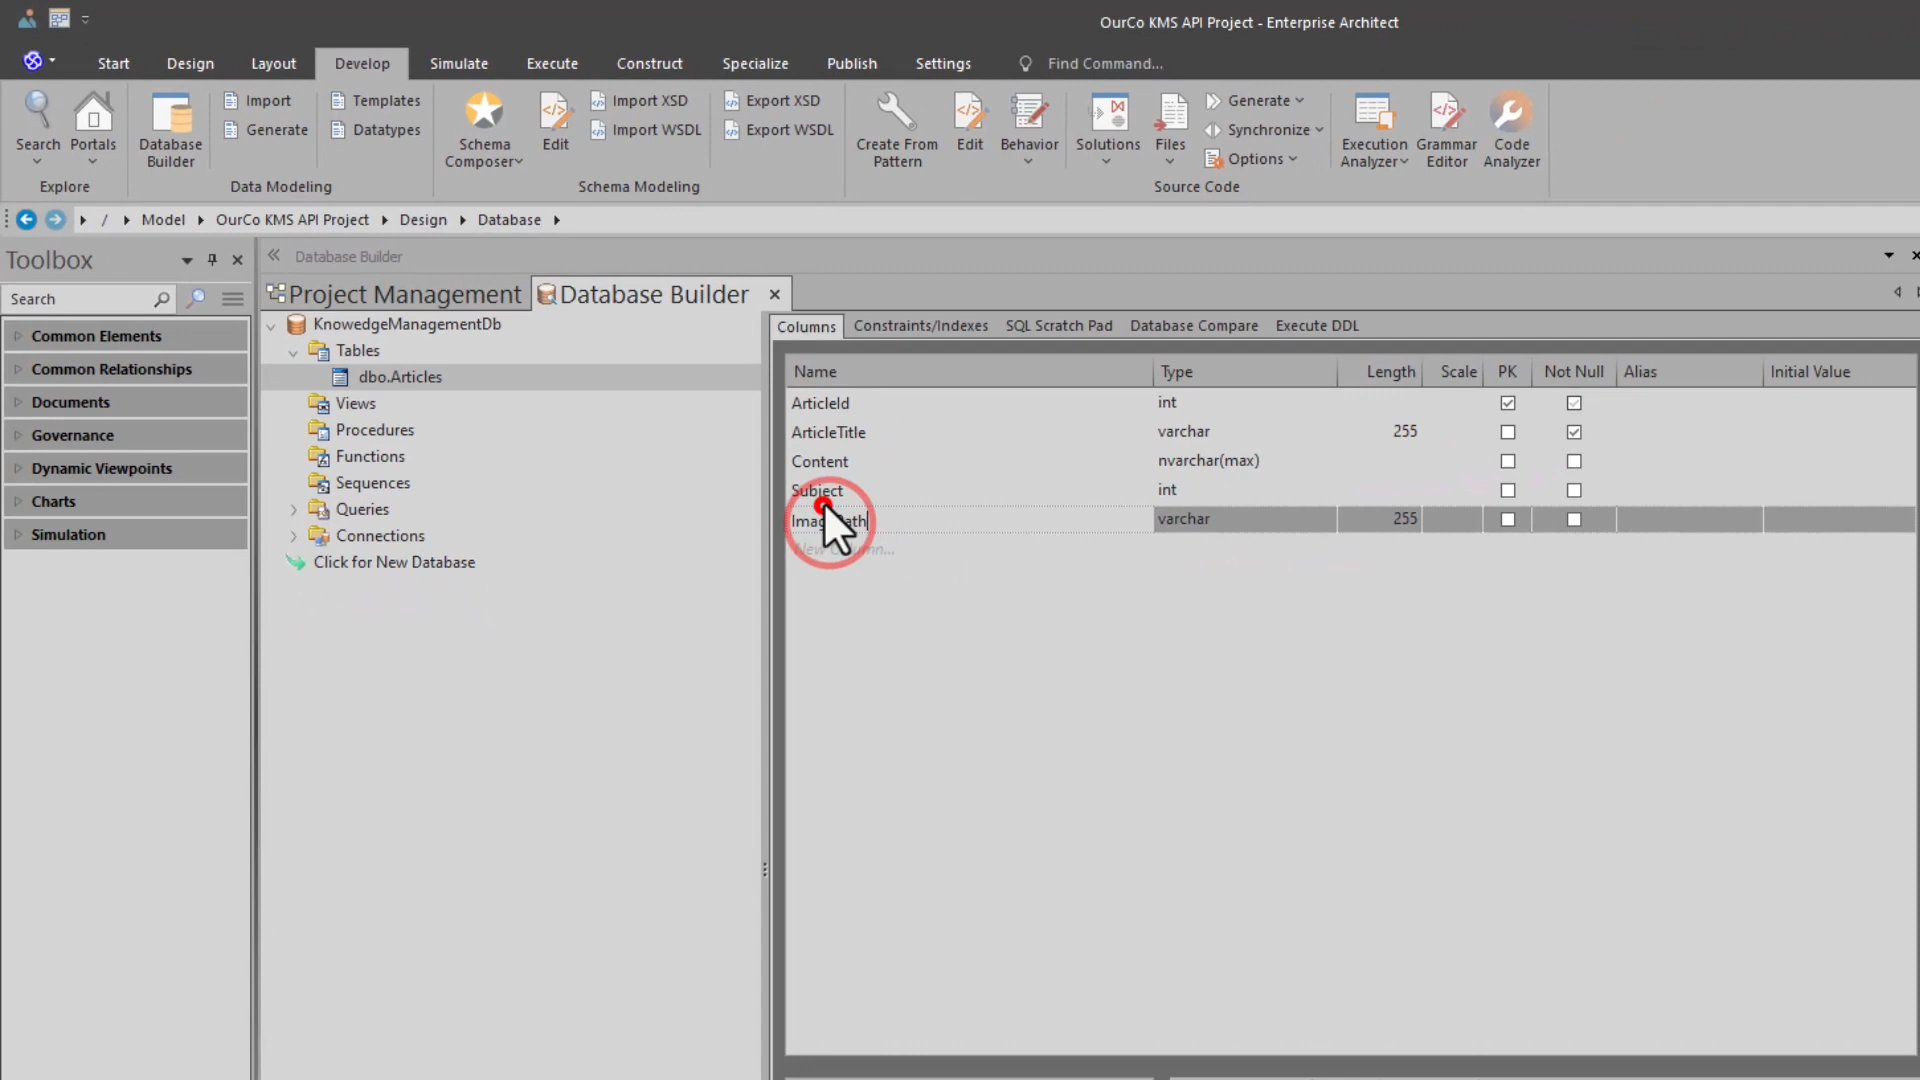 OurCo KMS API Project - Enterprise Architect
Start Design Layout Develop Simulate Execute Construct Specialize Publish Settings Find Command...
Search Portals
Explore
Database Builder
Import
Generate
Templates
Datatypes
Data Modeling
Schema Composer
Edit
Import XSD
Import WSDL
Export XSD
Export WSDL
Schema Modeling
Create From Pattern
Edit
Behavior
Solutions
Files
Generate
Synchronize
Options
Source Code
Execution Analyzer
Grammar Editor
Code Analyzer
/ Model OurCo KMS API Project Design Database
Toolbox
Search
Common Elements
Common Relationships
Documents
Governance
Dynamic Viewpoints
Charts
Simulation
Database Builder
Project Management Database Builder
KnowedgeManagementDb
Tables
dbo.Articles
Views
Procedures
Functions
Sequences
Queries
Connections
Click for New Database
Columns Constraints/Indexes SQL Scratch Pad Database Compare Execute DDL
Name Type Length Scale PK Not Null Alias Initial Value
ArticleId int
ArticleTitle varchar 255
Content nvarchar(max)
Subject int
ImagePath varchar 255
New Column...